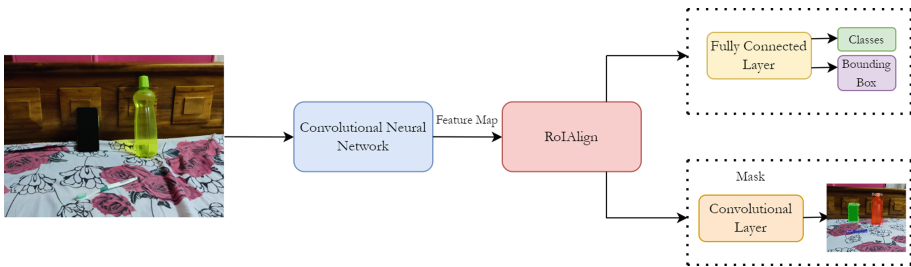 Convolutional Neural
Network
Feature Map
RoIAlign
Fully Connected
Layer
Classes
Bounding
Box
Mask
Convolutional
Layer